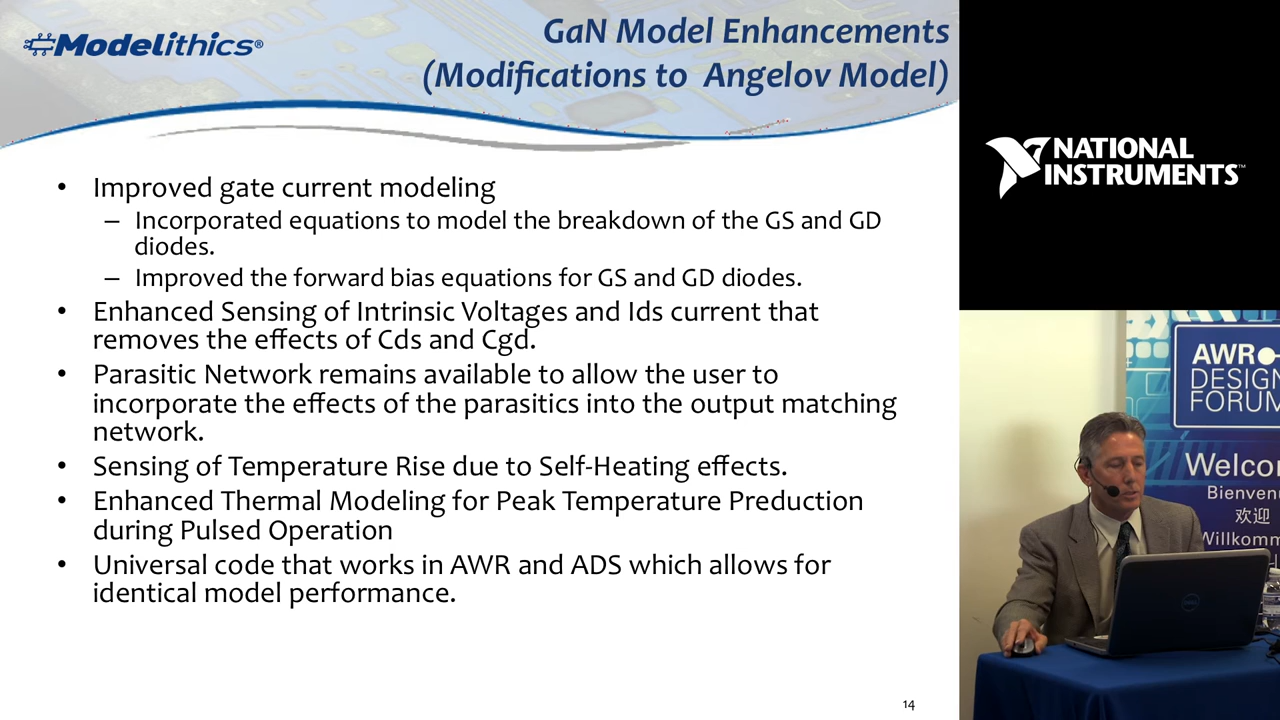 Modelithics®
GaN Model Enhancements
(Modifications to Angelov Model)
• Improved gate current modeling
– Incorporated equations to model the breakdown of the GS and GD
diodes.
– Improved the forward bias equations for GS and GD diodes.
• Enhanced Sensing of Intrinsic Voltages and Ids current that
removes the effects of Cds and Cgd.
• Parasitic Network remains available to allow the user to
incorporate the effects of the parasitics into the output matching
network.
• Sensing of Temperature Rise due to Self-Heating effects.
• Enhanced Thermal Modeling for Peak Temperature Preduction
during Pulsed Operation
• Universal code that works in AWR and ADS which allows for
identical model performance.
14
NATIONAL
INSTRUMENTS™
AWR
DESIGN
FORUM
Welco
Bienven
欢迎
Willkomm
DELL